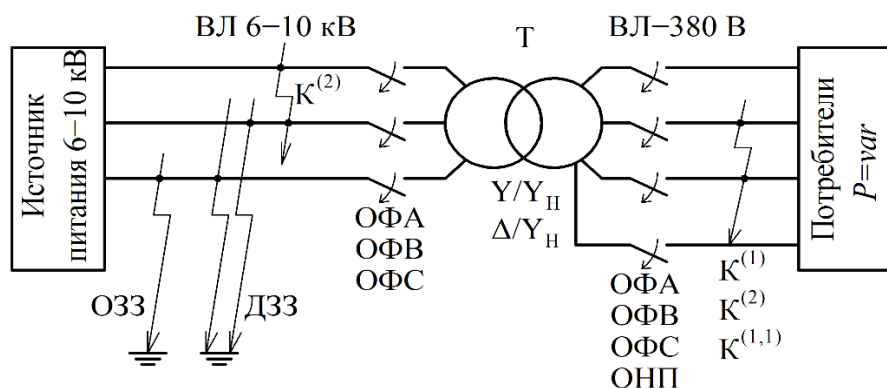 ВЛ 6–10 кВ
Т
ВЛ–380 В
Источник
питания 6–10 кВ
К(2)
ОЗЗ
ДЗЗ
ОФА
ОФВ
ОФС
Y/YН
Δ/YН
ОФА
ОФВ
ОФС
ОНП
К(1)
К(2)
К(1,1)
Потребители
P=var